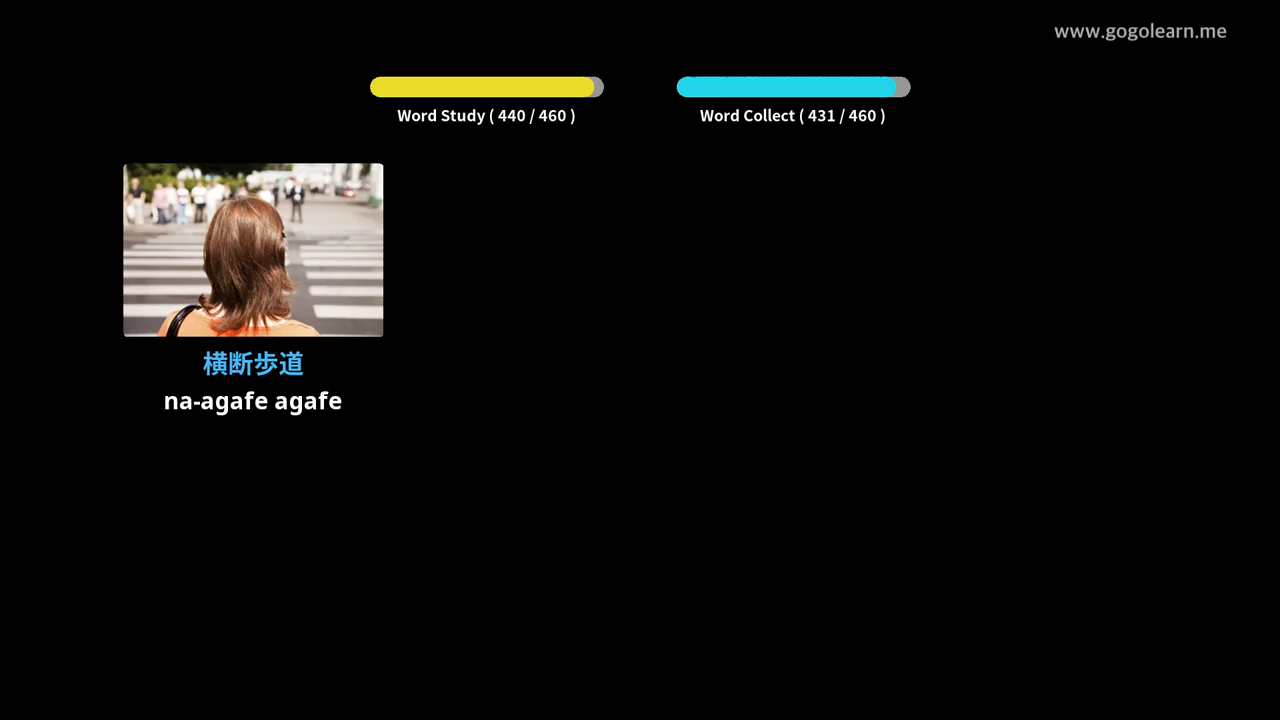 www.gogolearn.me
Word Study ( 440 / 460 )
Word Collect ( 431 / 460 )
横断歩道
na-agafe agafe